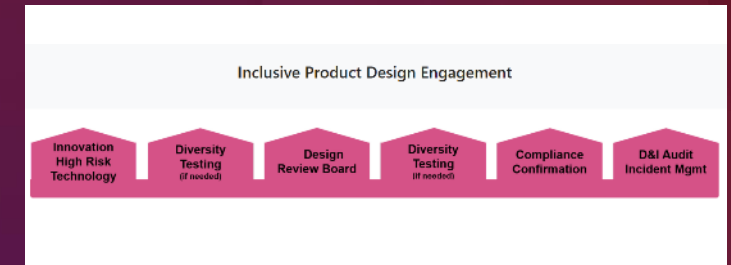 Inclusive Product Design Engagement
Innovation
High Risk
Technology
Diversity
Testing
(if needed)
Design
Review Board
Diversity
Testing
(if needed)
Compliance
Confirmation
D&I Audit
Incident Mgmt